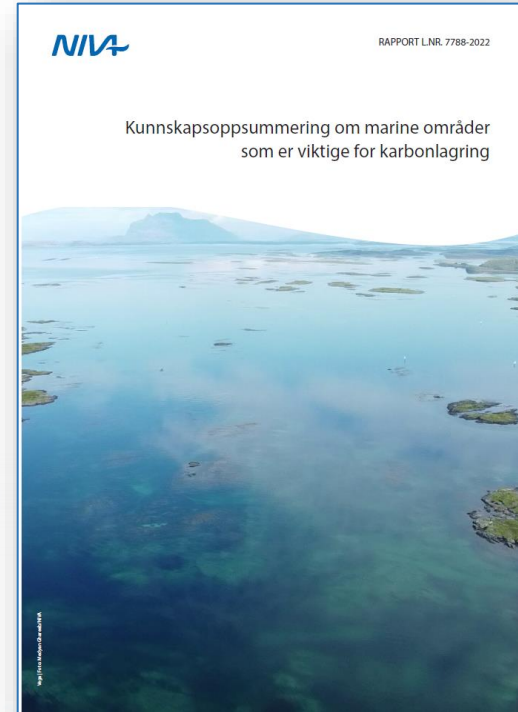 NIVA
RAPPORT L.NR. 7788-2022
Kunnskapsoppsummering om marine områder
som er viktige for karbonlagring